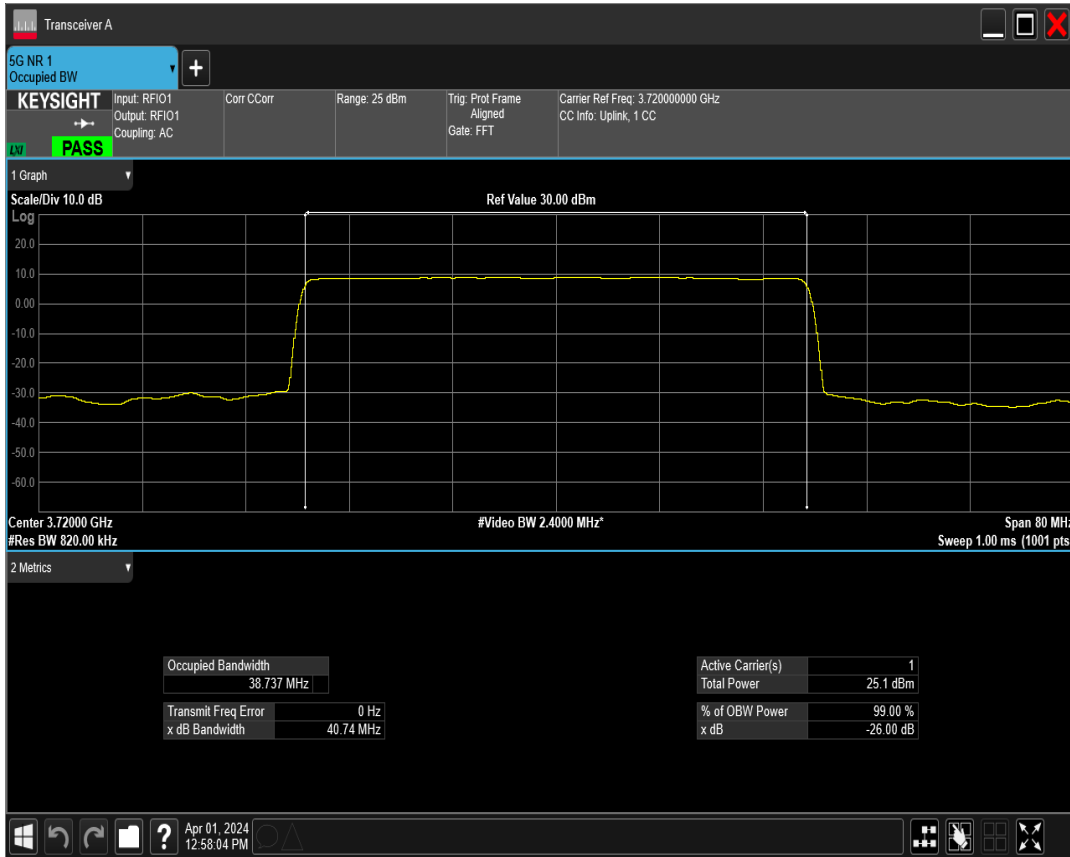 Transceiver A
5G NR 1
Occupied BW
+
KEYSIGHT
LXI
PASS
Input: RFIO1
Output: RFIO1
Coupling: AC
Corr CCorr
Range: 25 dBm
Trig: Prot Frame
Aligned
Gate: FFT
Carrier Ref Freq: 3.720000000 GHz
CC Info: Uplink, 1 CC
1 Graph
Scale/Div 10.0 dB
Ref Value 30.00 dBm
Log
20.0
10.0
0.00
-10.0
-20.0
-30.0
-40.0
-50.0
-60.0
Center 3.72000 GHz
#Video BW 2.4000 MHz*
Span 80 MHz
#Res BW 820.00 kHz
Sweep 1.00 ms (1001 pts
2 Metrics
Occupied Bandwidth
38.737 MHz
Transmit Freq Error 0 Hz
x dB Bandwidth 40.74 MHz
Active Carrier(s) 1
Total Power 25.1 dBm
% of OBW Power 99.00 %
x dB -26.00 dB
?
Apr 01, 2024
12:58:04 PM